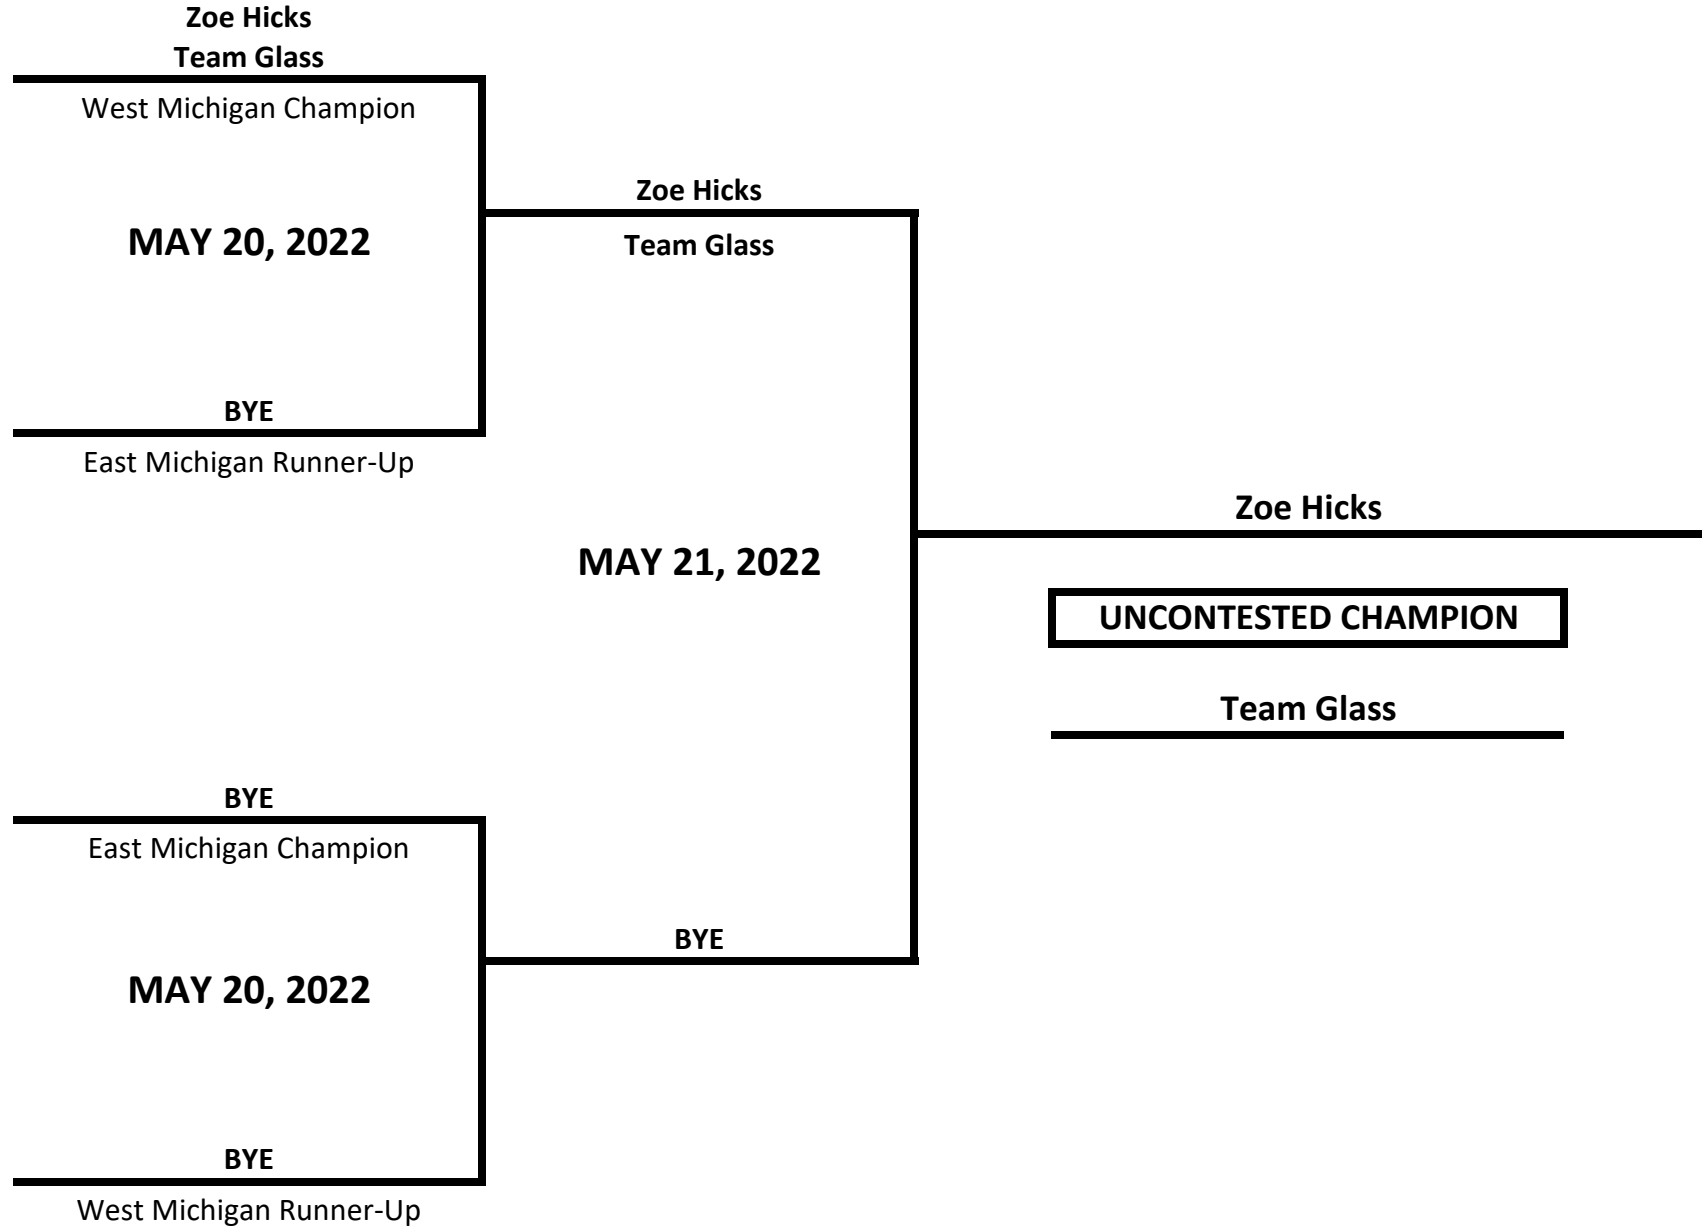 Zoe Hicks
Team Glass
West Michigan Champion
MAY 20, 2022
BYE
East Michigan Runner-Up
Zoe Hicks
Team Glass
MAY 21, 2022
Zoe Hicks
UNCONTESTED CHAMPION
Team Glass
BYE
East Michigan Champion
MAY 20, 2022
BYE
West Michigan Runner-Up
BYE